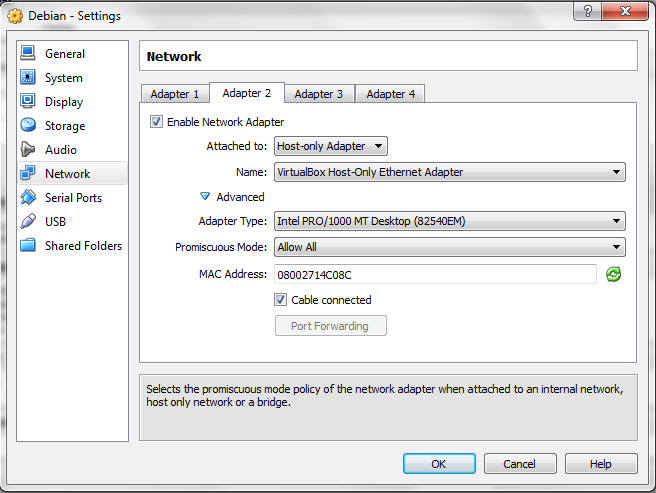 Debian - Settings
General
System
Display
Storage
Audio
Network
Serial Ports
USB
Shared Folders
Network
Adapter 1 Adapter 2 Adapter 3 Adapter 4
Enable Network Adapter
Attached to: Host-only Adapter
Name: VirtualBox Host-Only Ethernet Adapter
Advanced
Adapter Type: Intel PRO/1000 MT Desktop (82540EM)
Promiscuous Mode: Allow All
MAC Address: 08002714C08C
Cable connected
Port Forwarding
Selects the promiscuous mode policy of the network adapter when attached to an internal network,
host only network or a bridge.
OK Cancel Help